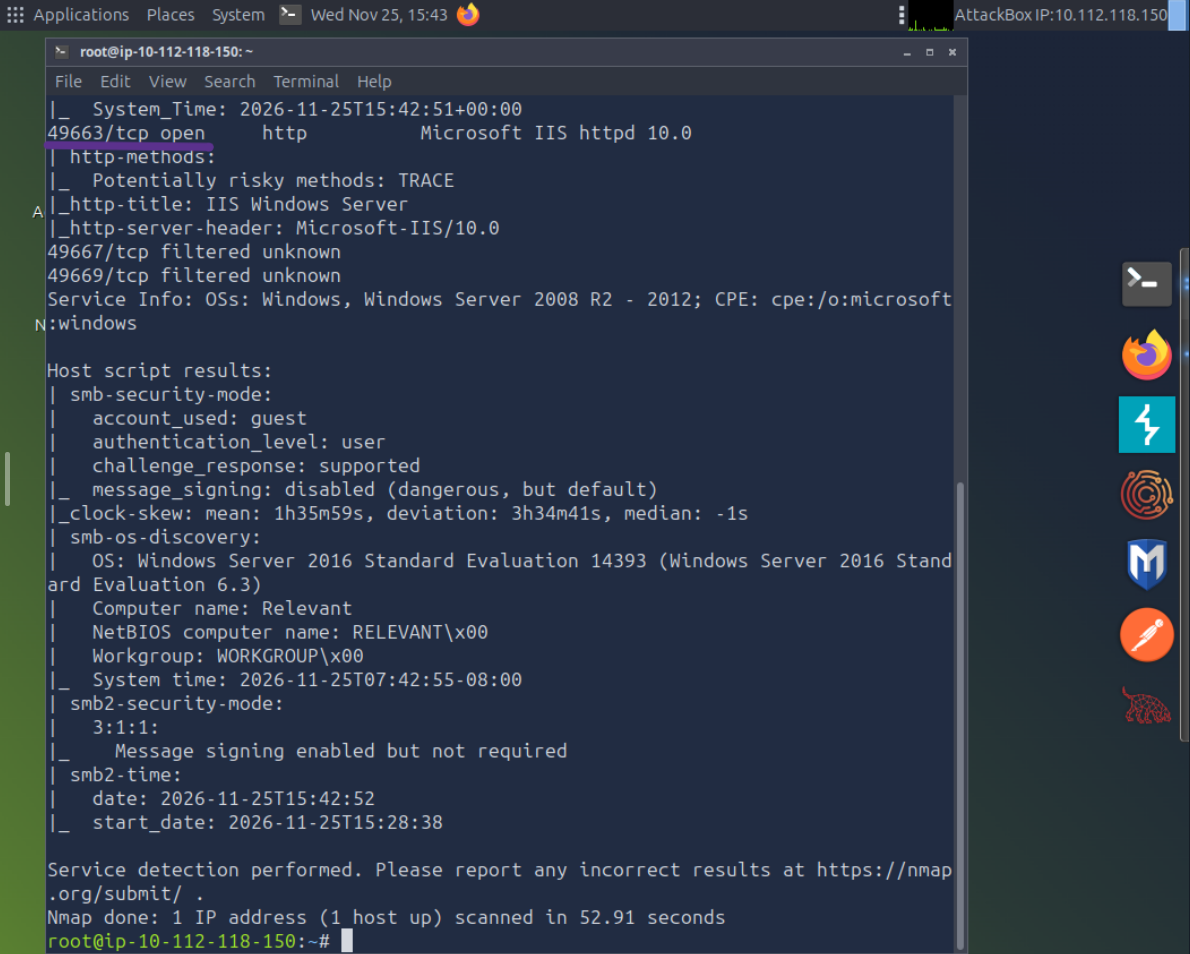 Applications Places System Wed Nov 25, 15:43 AttackBox IP:10.112.118.150
root@ip-10-112-118-150: ~
File Edit View Search Terminal Help
|_  System_Time: 2026-11-25T15:42:51+00:00
49663/tcp open     http          Microsoft IIS httpd 10.0
| http-methods:
|_  Potentially risky methods: TRACE
|_http-title: IIS Windows Server
|_http-server-header: Microsoft-IIS/10.0
49667/tcp filtered unknown
49669/tcp filtered unknown
Service Info: OSs: Windows, Windows Server 2008 R2 - 2012; CPE: cpe:/o:microsoft
:windows
Host script results:
| smb-security-mode:
|   account_used: guest
|   authentication_level: user
|   challenge_response: supported
|_  message_signing: disabled (dangerous, but default)
|_clock-skew: mean: 1h35m59s, deviation: 3h34m41s, median: -1s
| smb-os-discovery:
|   OS: Windows Server 2016 Standard Evaluation 14393 (Windows Server 2016 Stand
ard Evaluation 6.3)
|   Computer name: Relevant
|   NetBIOS computer name: RELEVANT\x00
|   Workgroup: WORKGROUP\x00
|_  System time: 2026-11-25T07:42:55-08:00
| smb2-security-mode:
|   3:1:1:
|_    Message signing enabled but not required
| smb2-time:
|   date: 2026-11-25T15:42:52
|_  start_date: 2026-11-25T15:28:38
Service detection performed. Please report any incorrect results at https://nmap
.org/submit/ .
Nmap done: 1 IP address (1 host up) scanned in 52.91 seconds
root@ip-10-112-118-150:~#
A
N